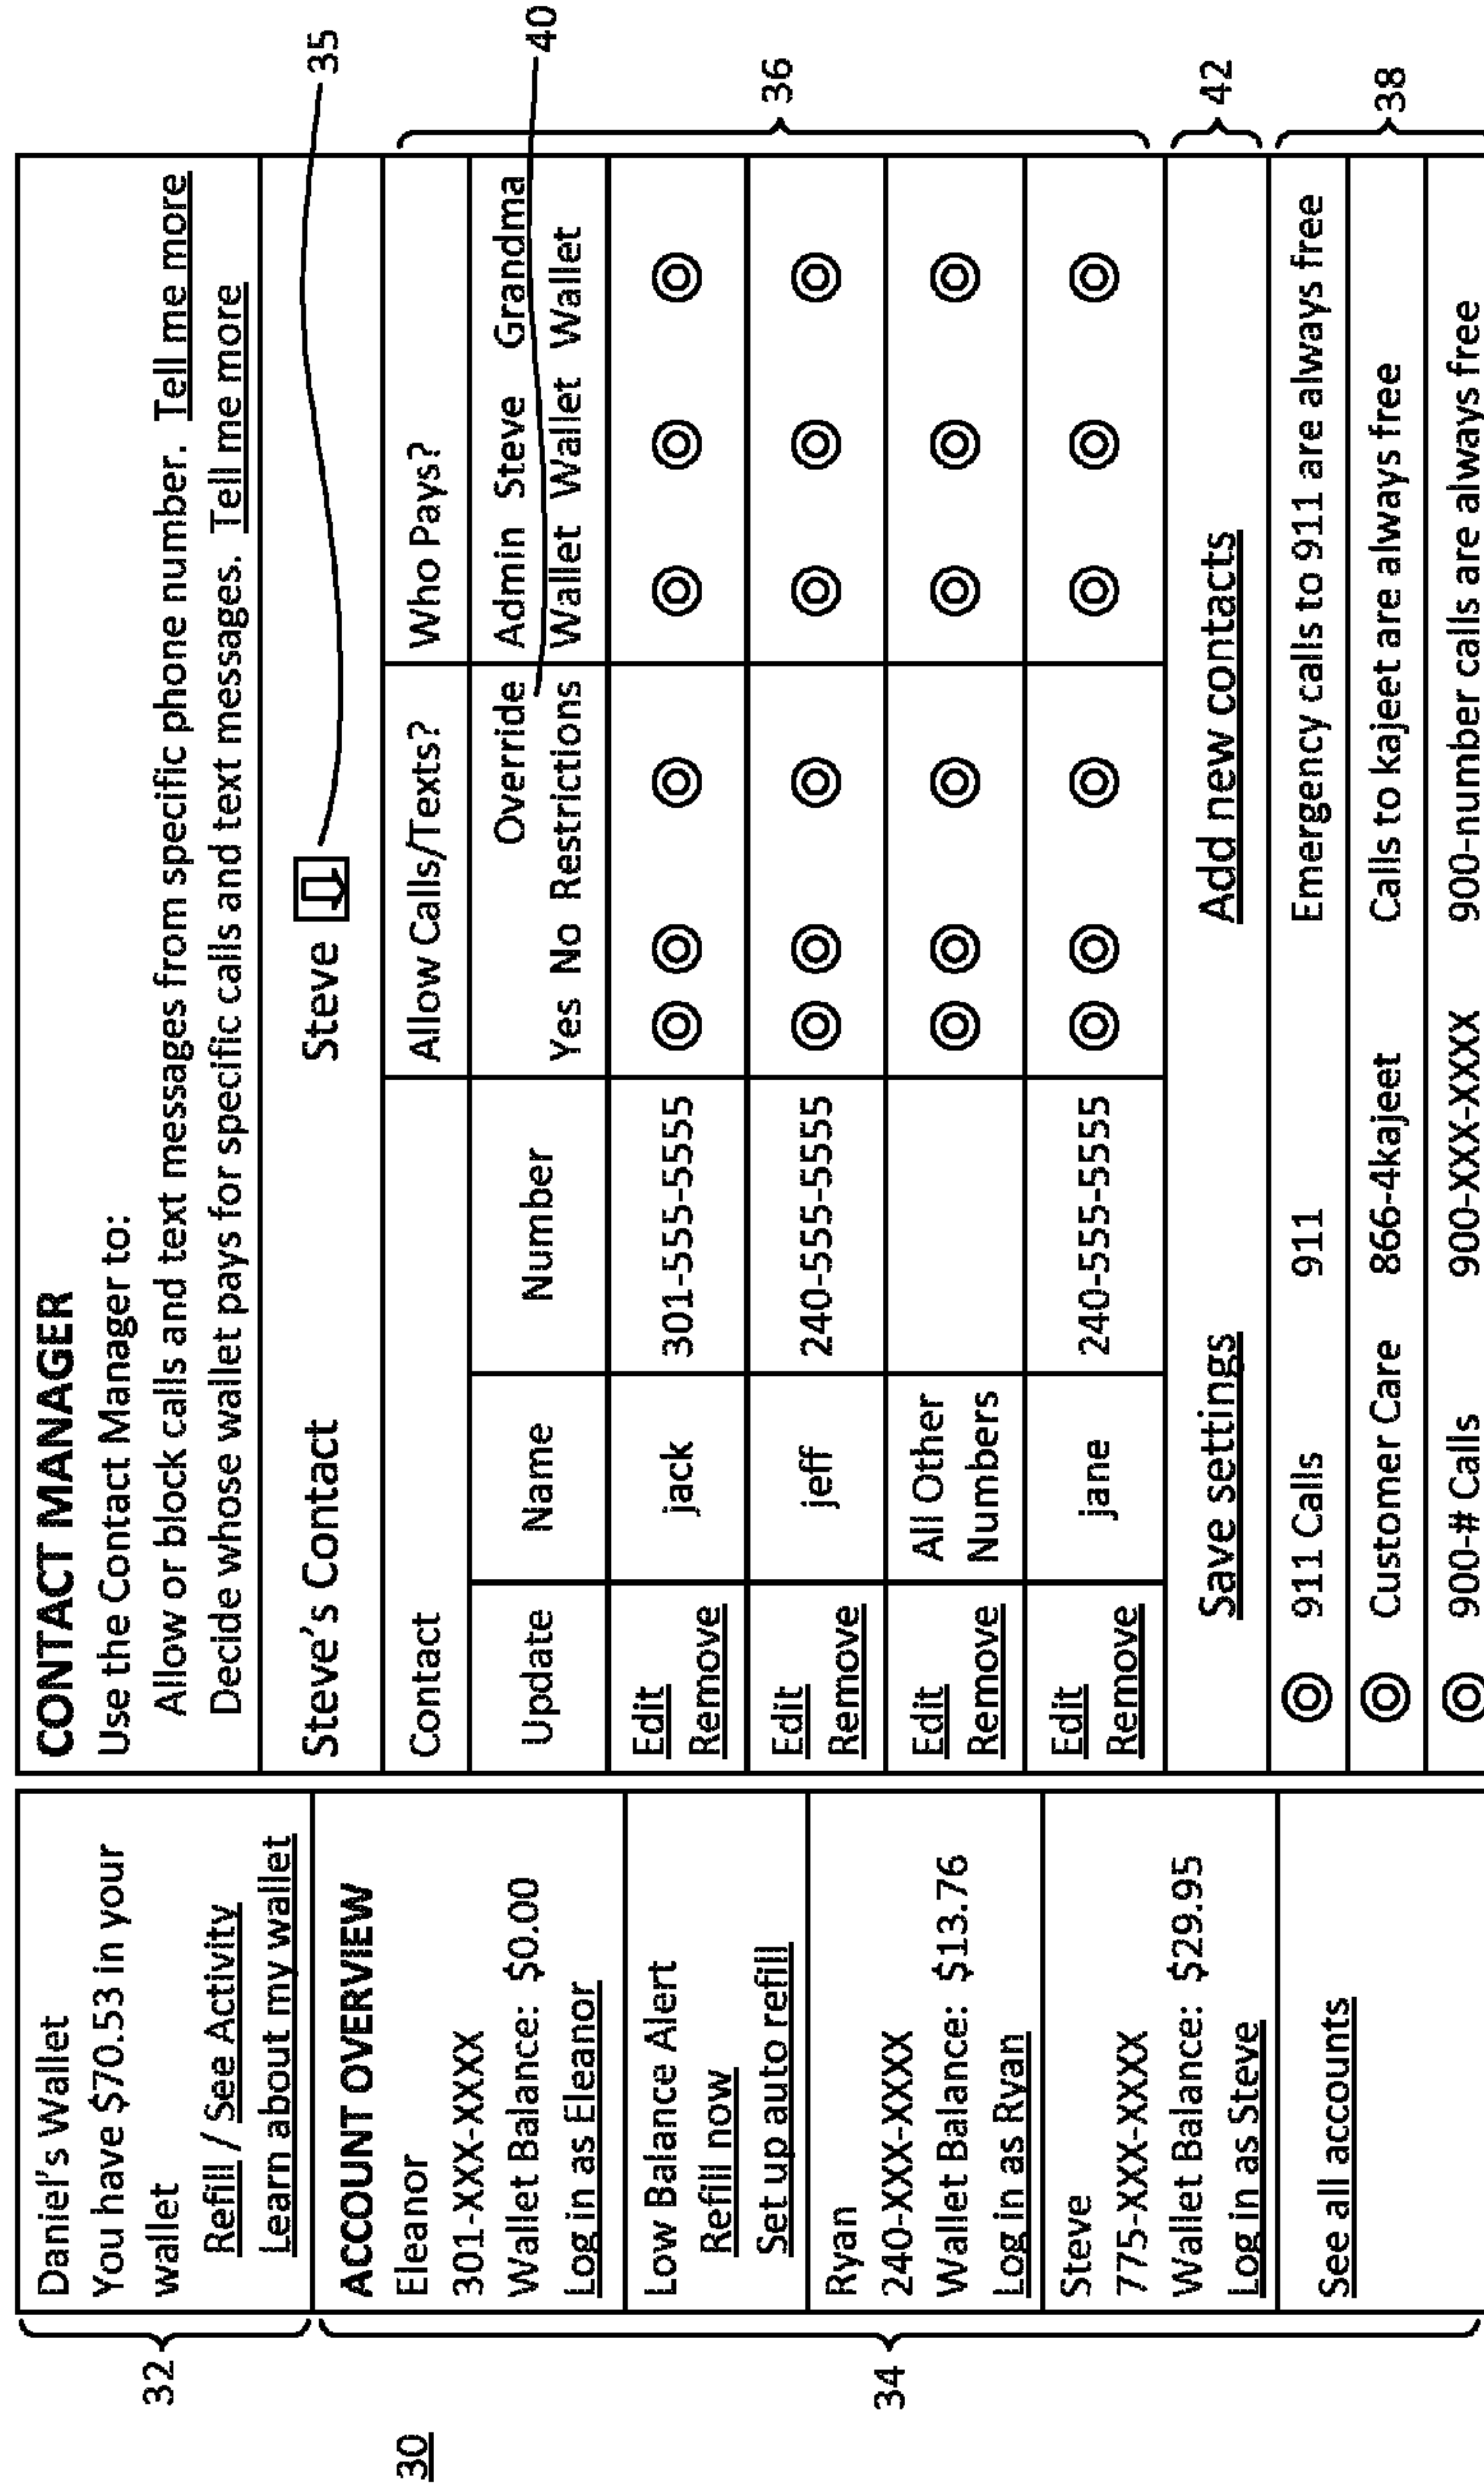 30
32
Daniel's Wallet
You have $70.53 in your
wallet
Refill / See Activity
Learn about my wallet
34
ACCOUNT OVERVIEW
Eleanor
301-XXX-XXXX
Wallet Balance: $0.00
Log in as Eleanor
Low Balance Alert
Refill now
Set up auto refill
Ryan
240-XXX-XXXX
Wallet Balance: $13.76
Log in as Ryan
Steve
775-XXX-XXXX
Wallet Balance: $29.95
Log in as Steve
See all accounts
CONTACT MANAGER
Use the Contact Manager to:
Allow or block calls and text messages from specific phone number. Tell me more
Decide whose wallet pays for specific calls and text messages. Tell me more
Steve's Contact Steve 35
Contact Allow Calls/Texts? Who Pays?
Override Admin Steve Grandma 40
Update Name Number Yes No Restrictions Wallet Wallet Wallet
Edit
Remove jack 301-555-5555
Edit
Remove jeff 240-555-5555
36
Edit All Other
Remove Numbers
Edit
Remove jane 240-555-5555
Save settings Add new contacts 42
911 Calls 911 Emergency calls to 911 are always free
Customer Care 866-4kajeet Calls to kajeet are always free 38
900-# Calls 900-XXX-XXXX 900-number calls are always free